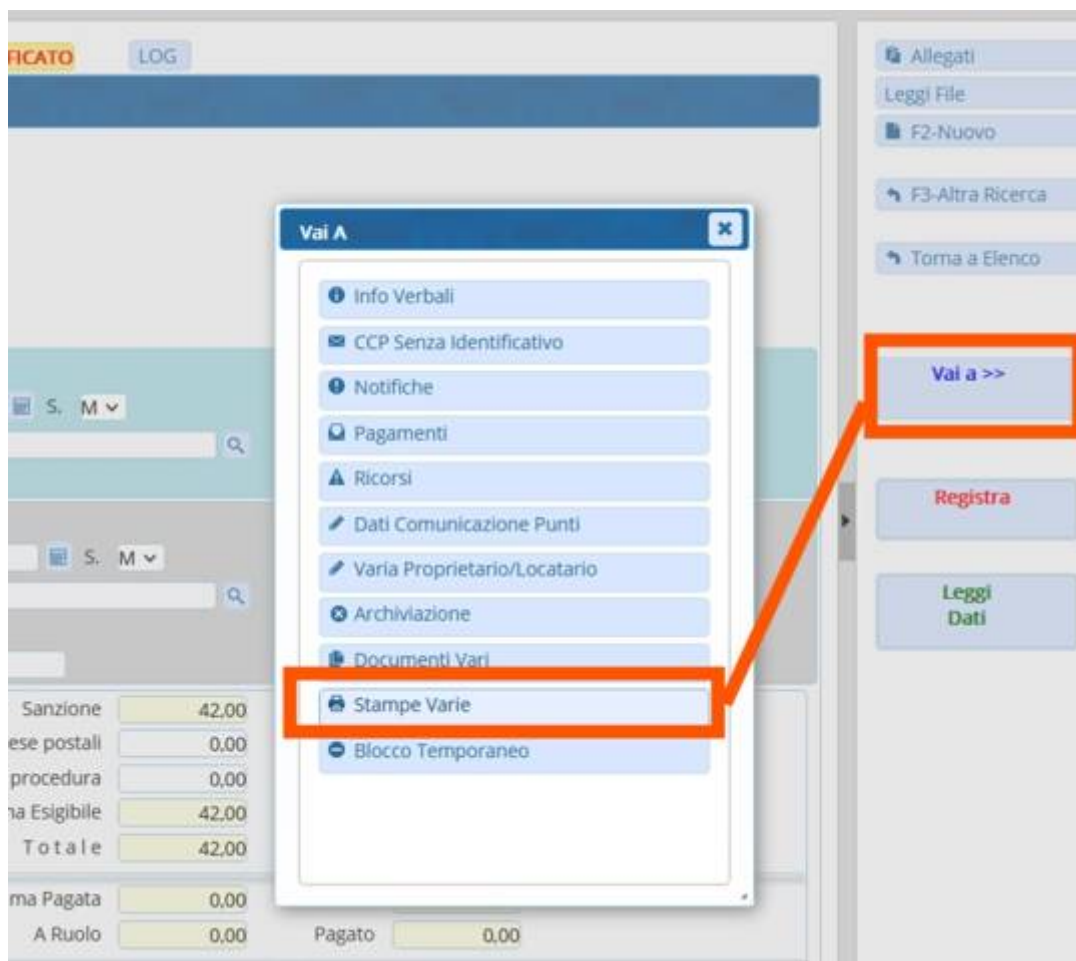 FICATO LOG
Allegati
Leggi File
F2-Nuovo
F3-Altra Ricerca
Torna a Elenco
Vai a >>
Registra
Leggi
Dati
Vai A
Info Verbali
CCP Senza Identificativo
Notifiche
Pagamenti
Ricorsi
Dati Comunicazione Punti
Varia Proprietario/Locatario
Archiviazione
Documenti Vari
Stampe Varie
Blocco Temporaneo
S. M
S. M
Sanzione 42,00
ese postali 0,00
procedura 0,00
na Esigibile 42,00
Totale 42,00
ma Pagata 0,00
A Ruolo 0,00 Pagato 0,00